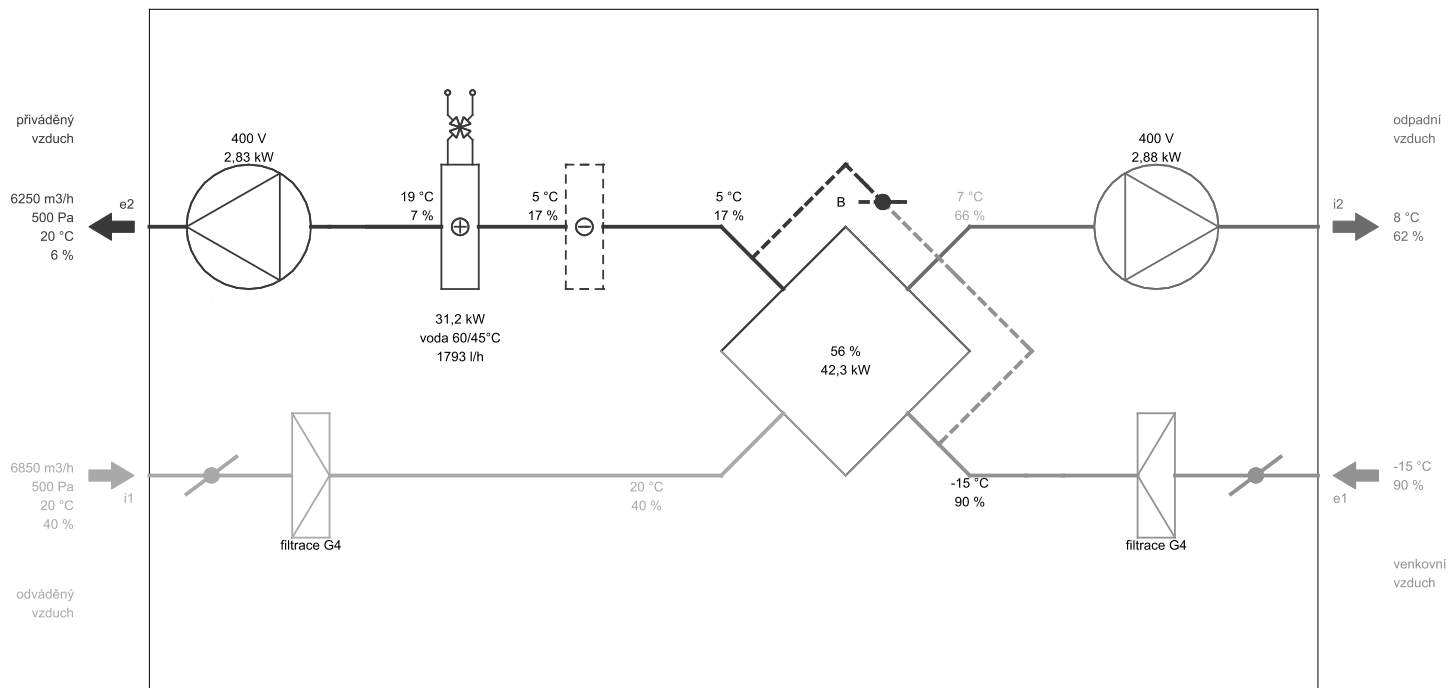 přiváděný
vzduch
6250 m3/h
500 Pa
20 °C
6 %
e2
400 V
2,83 kW
19 °C
7 %
31,2 kW
voda 60/45°C
1793 l/h
5 °C
17 %
5 °C
17 %
B
56 %
42,3 kW
7 °C
66 %
400 V
2,88 kW
odpadní
vzduch
i2
8 °C
62 %
6850 m3/h
500 Pa
20 °C
40 %
i1
odváděný
vzduch
filtrace G4
20 °C
40 %
-15 °C
90 %
filtrace G4
e1
-15 °C
90 %
venkovní
vzduch